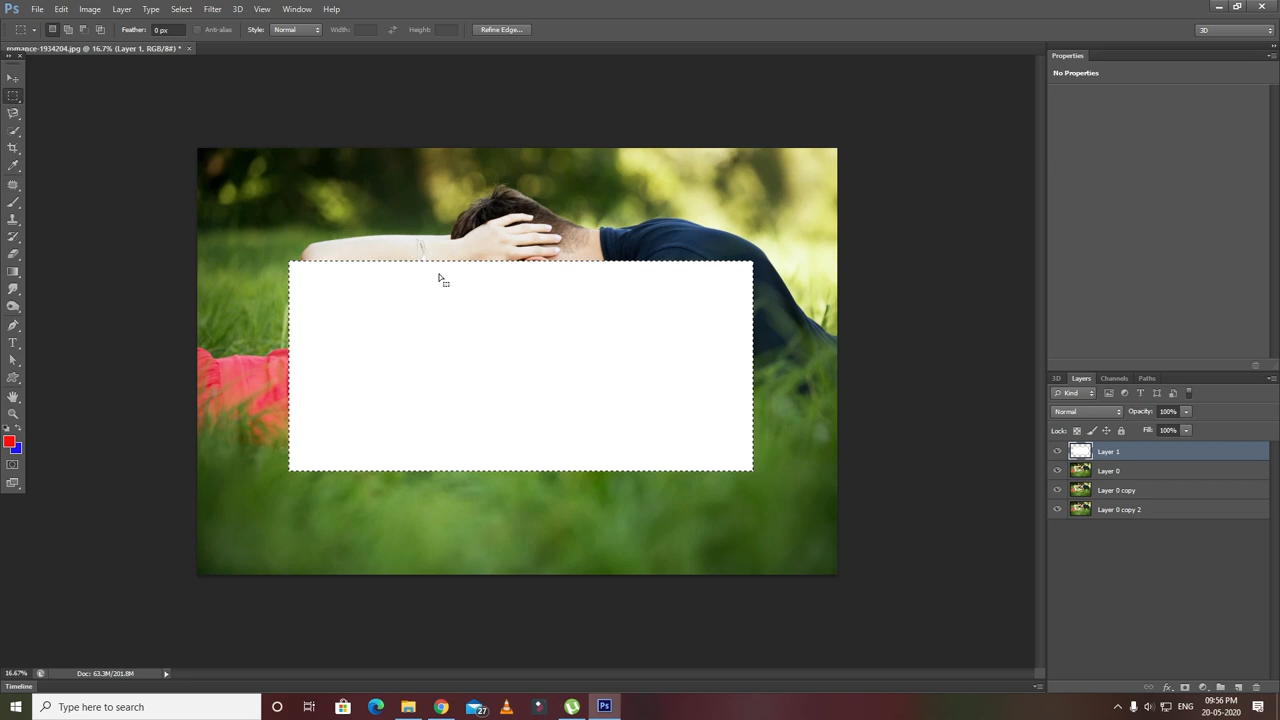 Ps File Edit Image Layer Type Select Filter 3D View Window Help
Feather: 0 px Anti-alias Style: Normal Width: Height: Refine Edge... 3D
romance-1934204.jpg @ 16.7% (Layer 1, RGB/8#) * ×
Properties
No Properties
3D Layers Channels Paths
Kind
Normal Opacity: 100%
Lock: Fill: 100%
Layer 1
Layer 0
Layer 0 copy
Layer 0 copy 2
16.67% Doc: 63.3M/201.8M
Timeline
Type here to search 27 Ps ENG 09:56 PM
20-05-2020